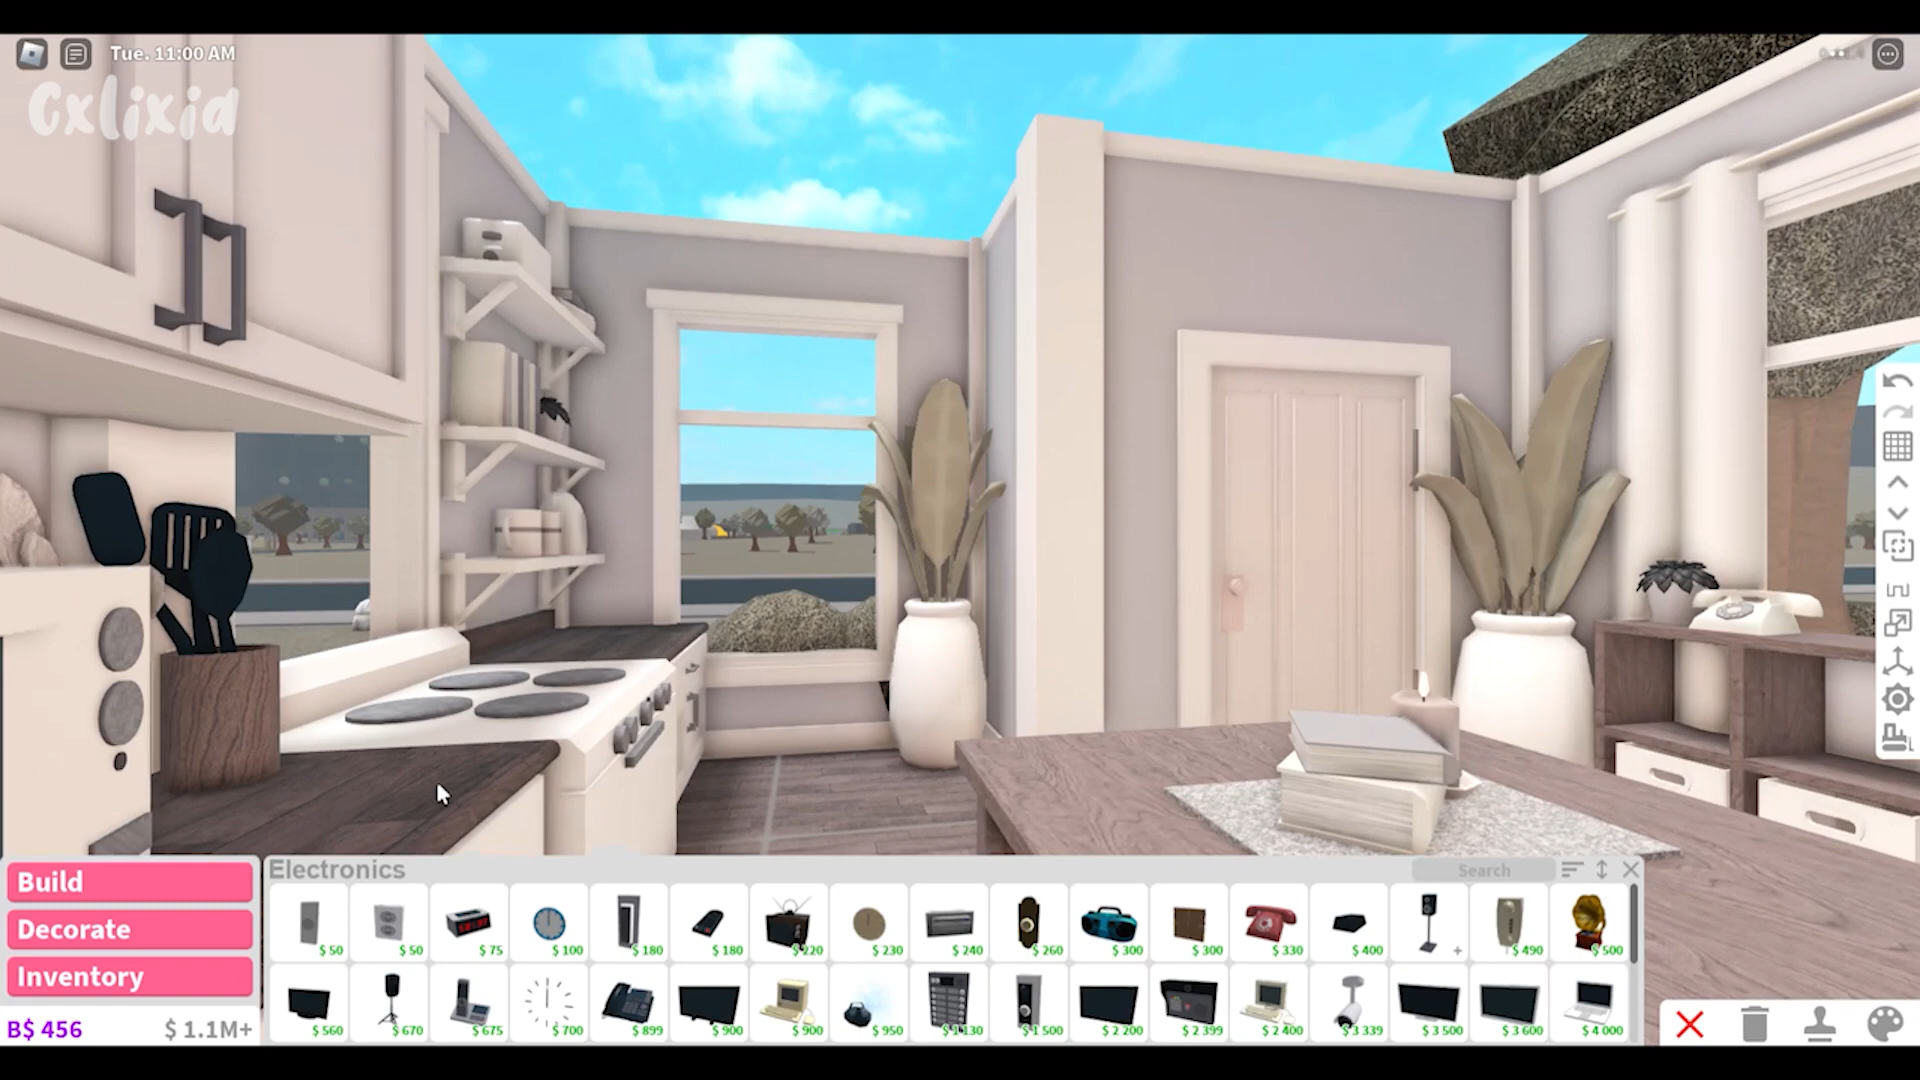 Tue. 11:00 AM
Cxlixia
Build
Decorate
Inventory
B$ 456
$ 1.1M+
Electronics
Search
$ 50
$ 50
$ 75
$ 100
$ 180
$ 180
$ 220
$ 230
$ 240
$ 260
$ 300
$ 300
$ 330
$ 400
+
$ 490
$ 500
$ 560
$ 670
$ 675
$ 700
$ 899
$ 900
$ 900
$ 950
$ 1 130
$ 1 500
$ 2 200
$ 2 399
$ 2 400
$ 3 339
$ 3 500
$ 3 600
$ 4 000